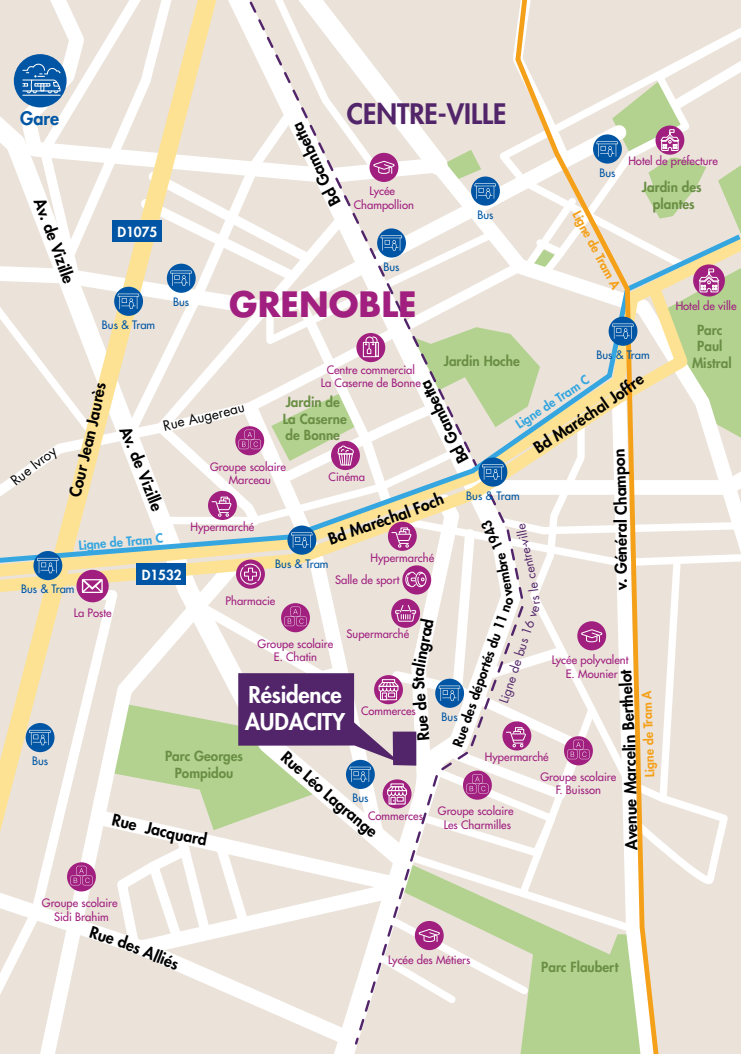 CENTRE-VILLE
Gare
Bd Gambetta
Bus
Hotel de préfecture
Lycée
Champollion
Jardin des
plantes
Bus
Av. de Vizille
D1075
Ligne de Tram A
Bus
Bus
Bus & Tram
GRENOBLE
Hotel de ville
Parc
Paul
Mistral
Bus & Tram
Centre commercial
La Caserne de Bonne
Jardin Hoche
Bd Gambetta
Ligne de Tram C
Bd Maréchal Joffre
Cour Jean Jaurès
Jardin de
La Caserne
de Bonne
Rue Augereau
Rue Ivroy
Av. de Vizille
A
B C
Groupe scolaire
Marceau
Cinéma
Bus & Tram
v. Général Champon
Hypermarché
Bd Maréchal Foch
Ligne de Tram C
Bus & Tram
Hypermarché
D1532
Bus & Tram
La Poste
Pharmacie
Salle de sport
Rue des déportés du 11 novembre 1943
Ligne de bus 16 vers le centreville
A
B C
Groupe scolaire
E. Chatin
Supermarché
Rue de Stalingrad
Lycée polyvalent
E. Mounier
Résidence
AUDACITY
Commerces
Bus
Avenue Marcelin Berthelot
Ligne de Tram A
Bus
Parc Georges
Pompidou
Rue Léo Lagrange
Bus
Commerces
Hypermarché
A
B C
Groupe scolaire
F. Buisson
A
B C
Groupe scolaire
Les Charmilles
Rue Jacquard
A
B C
Groupe scolaire
Sidi Brahim
Rue des Alliés
Lycée des Métiers
Parc Flaubert